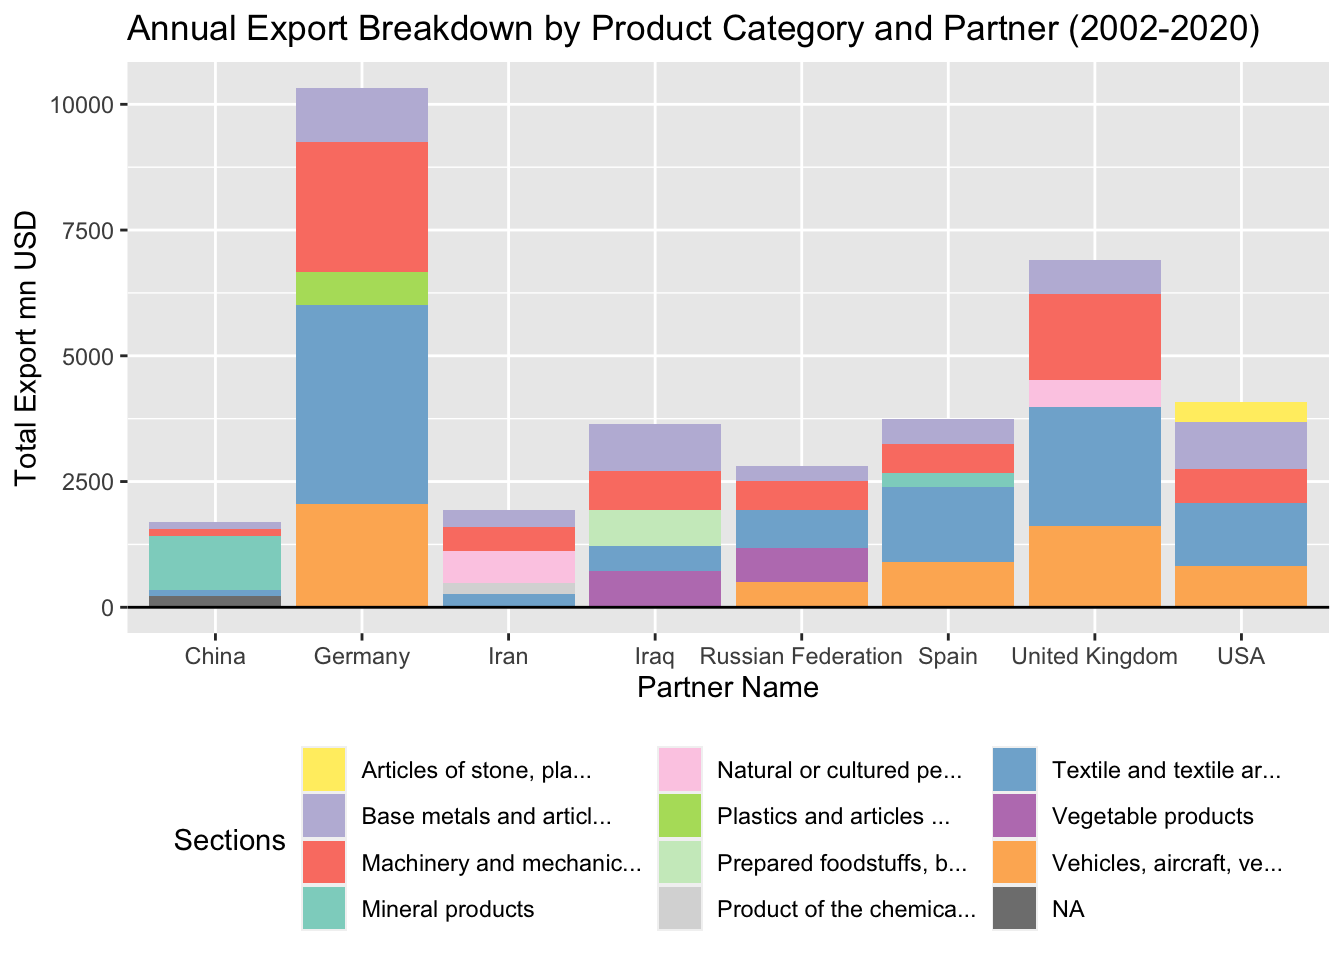 Annual Export Breakdown by Product Category and Partner (2002-2020)
Total Export mn USD
10000
7500
5000
2500
0
China Germany Iran Iraq Russian Federation Spain United Kingdom USA
Partner Name
Sections
Articles of stone, pla...
Base metals and articl...
Machinery and mechanic...
Mineral products
Natural or cultured pe...
Plastics and articles ...
Prepared foodstuffs, b...
Product of the chemica...
Textile and textile ar...
Vegetable products
Vehicles, aircraft, ve...
NA